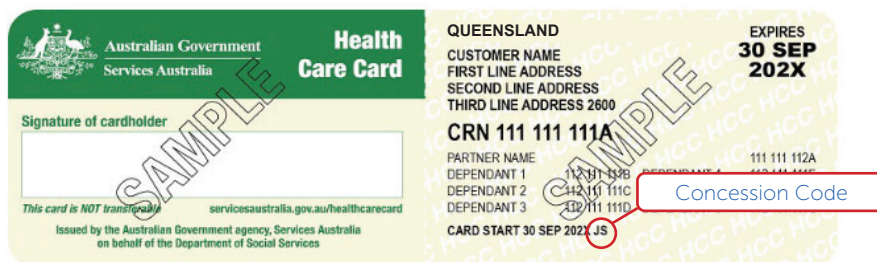 Australian Government
Services Australia
Health
Care Card
SAMPLE
Signature of cardholder
This card is NOT transferable
servicesaustralia.gov.au/healthcarecard
Issued by the Australian Government agency, Services Australia
on behalf of the Department of Social Services
QUEENSLAND
EXPIRES
30 SEP
202X
CUSTOMER NAME
FIRST LINE ADDRESS
SECOND LINE ADDRESS
THIRD LINE ADDRESS 2600
SAMPLE
CRN 111 111 111A
PARTNER NAME 111 111 112A
DEPENDANT 1 112 111 111B
DEPENDANT 2 112 111 111C
DEPENDANT 3 112 111 111D
CARD START 30 SEP 202X JS
Concession Code